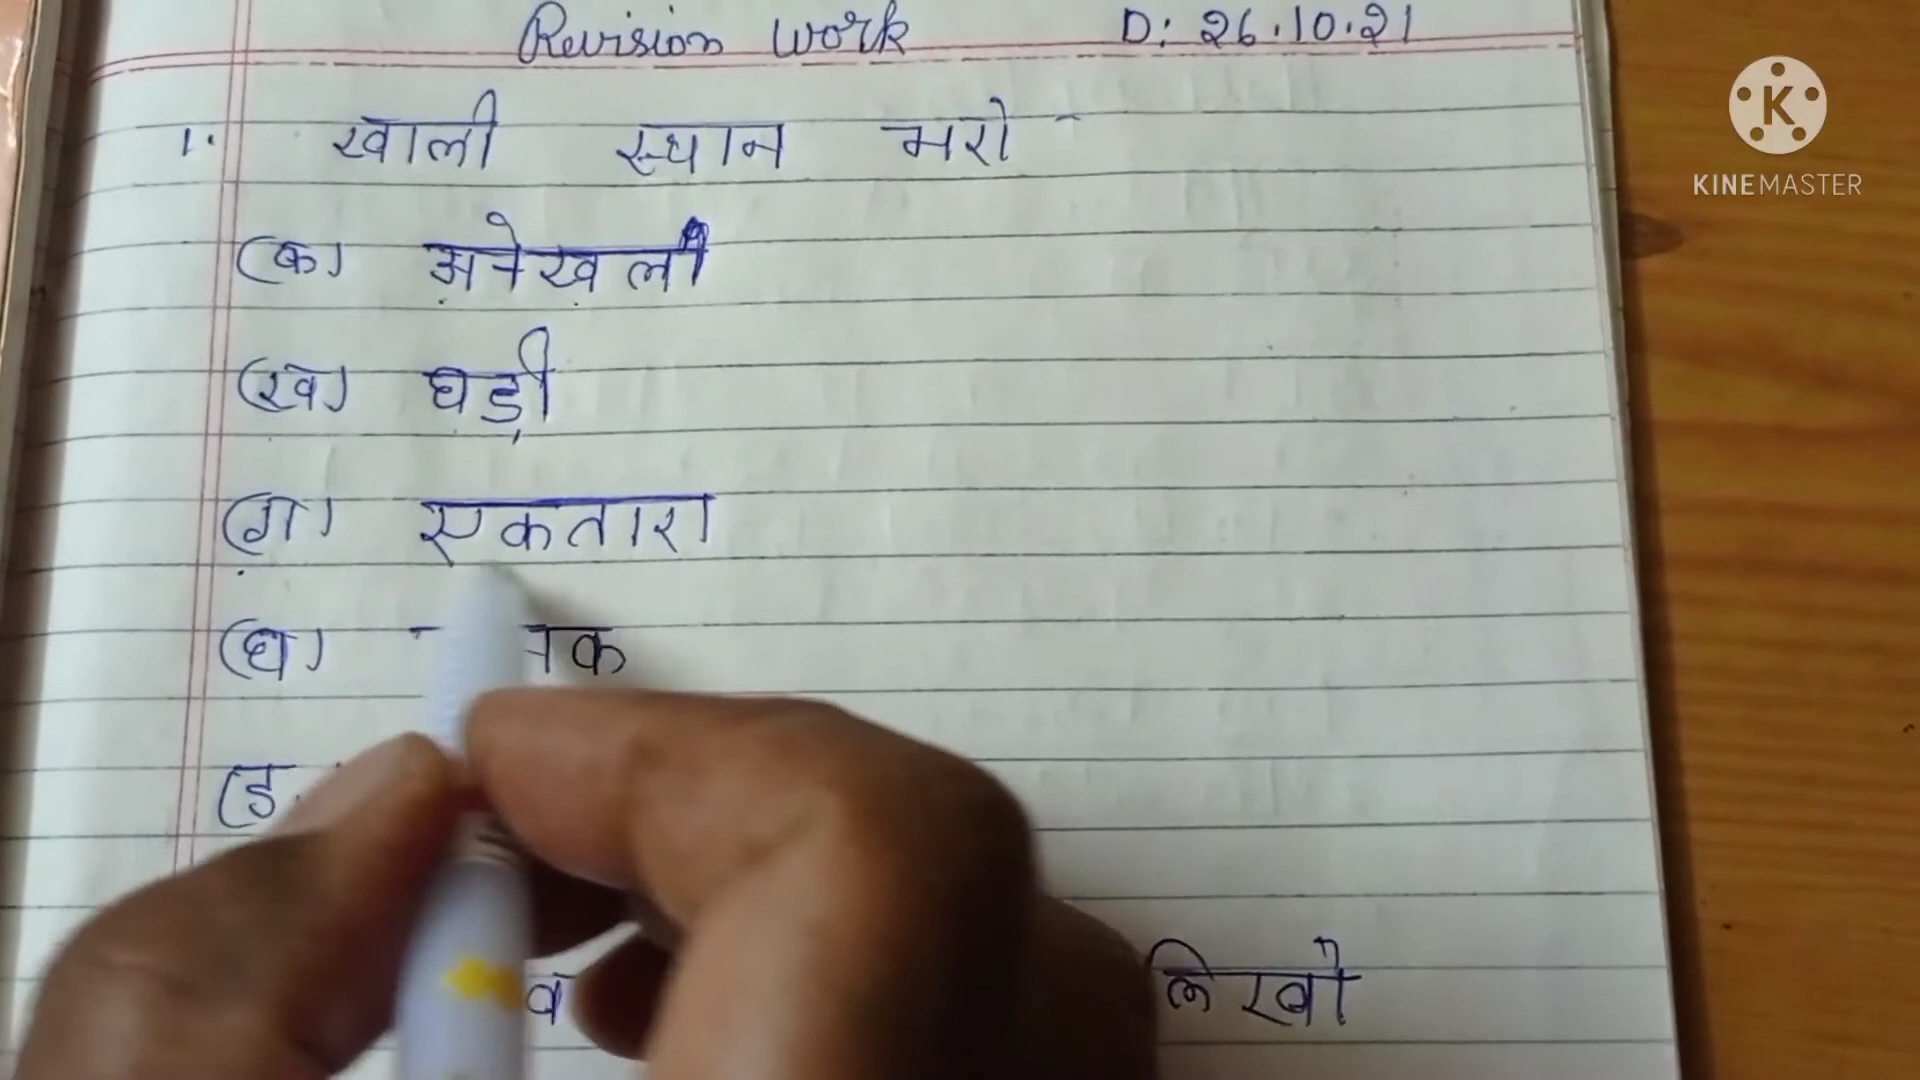 Revision Work D: 26.10.21
1. खाली स्थान भरो -
(क) अनेखली
(ख) घड़ी
(ग) एकतारा
(घ)
(ड.
लिखो
KINEMASTER